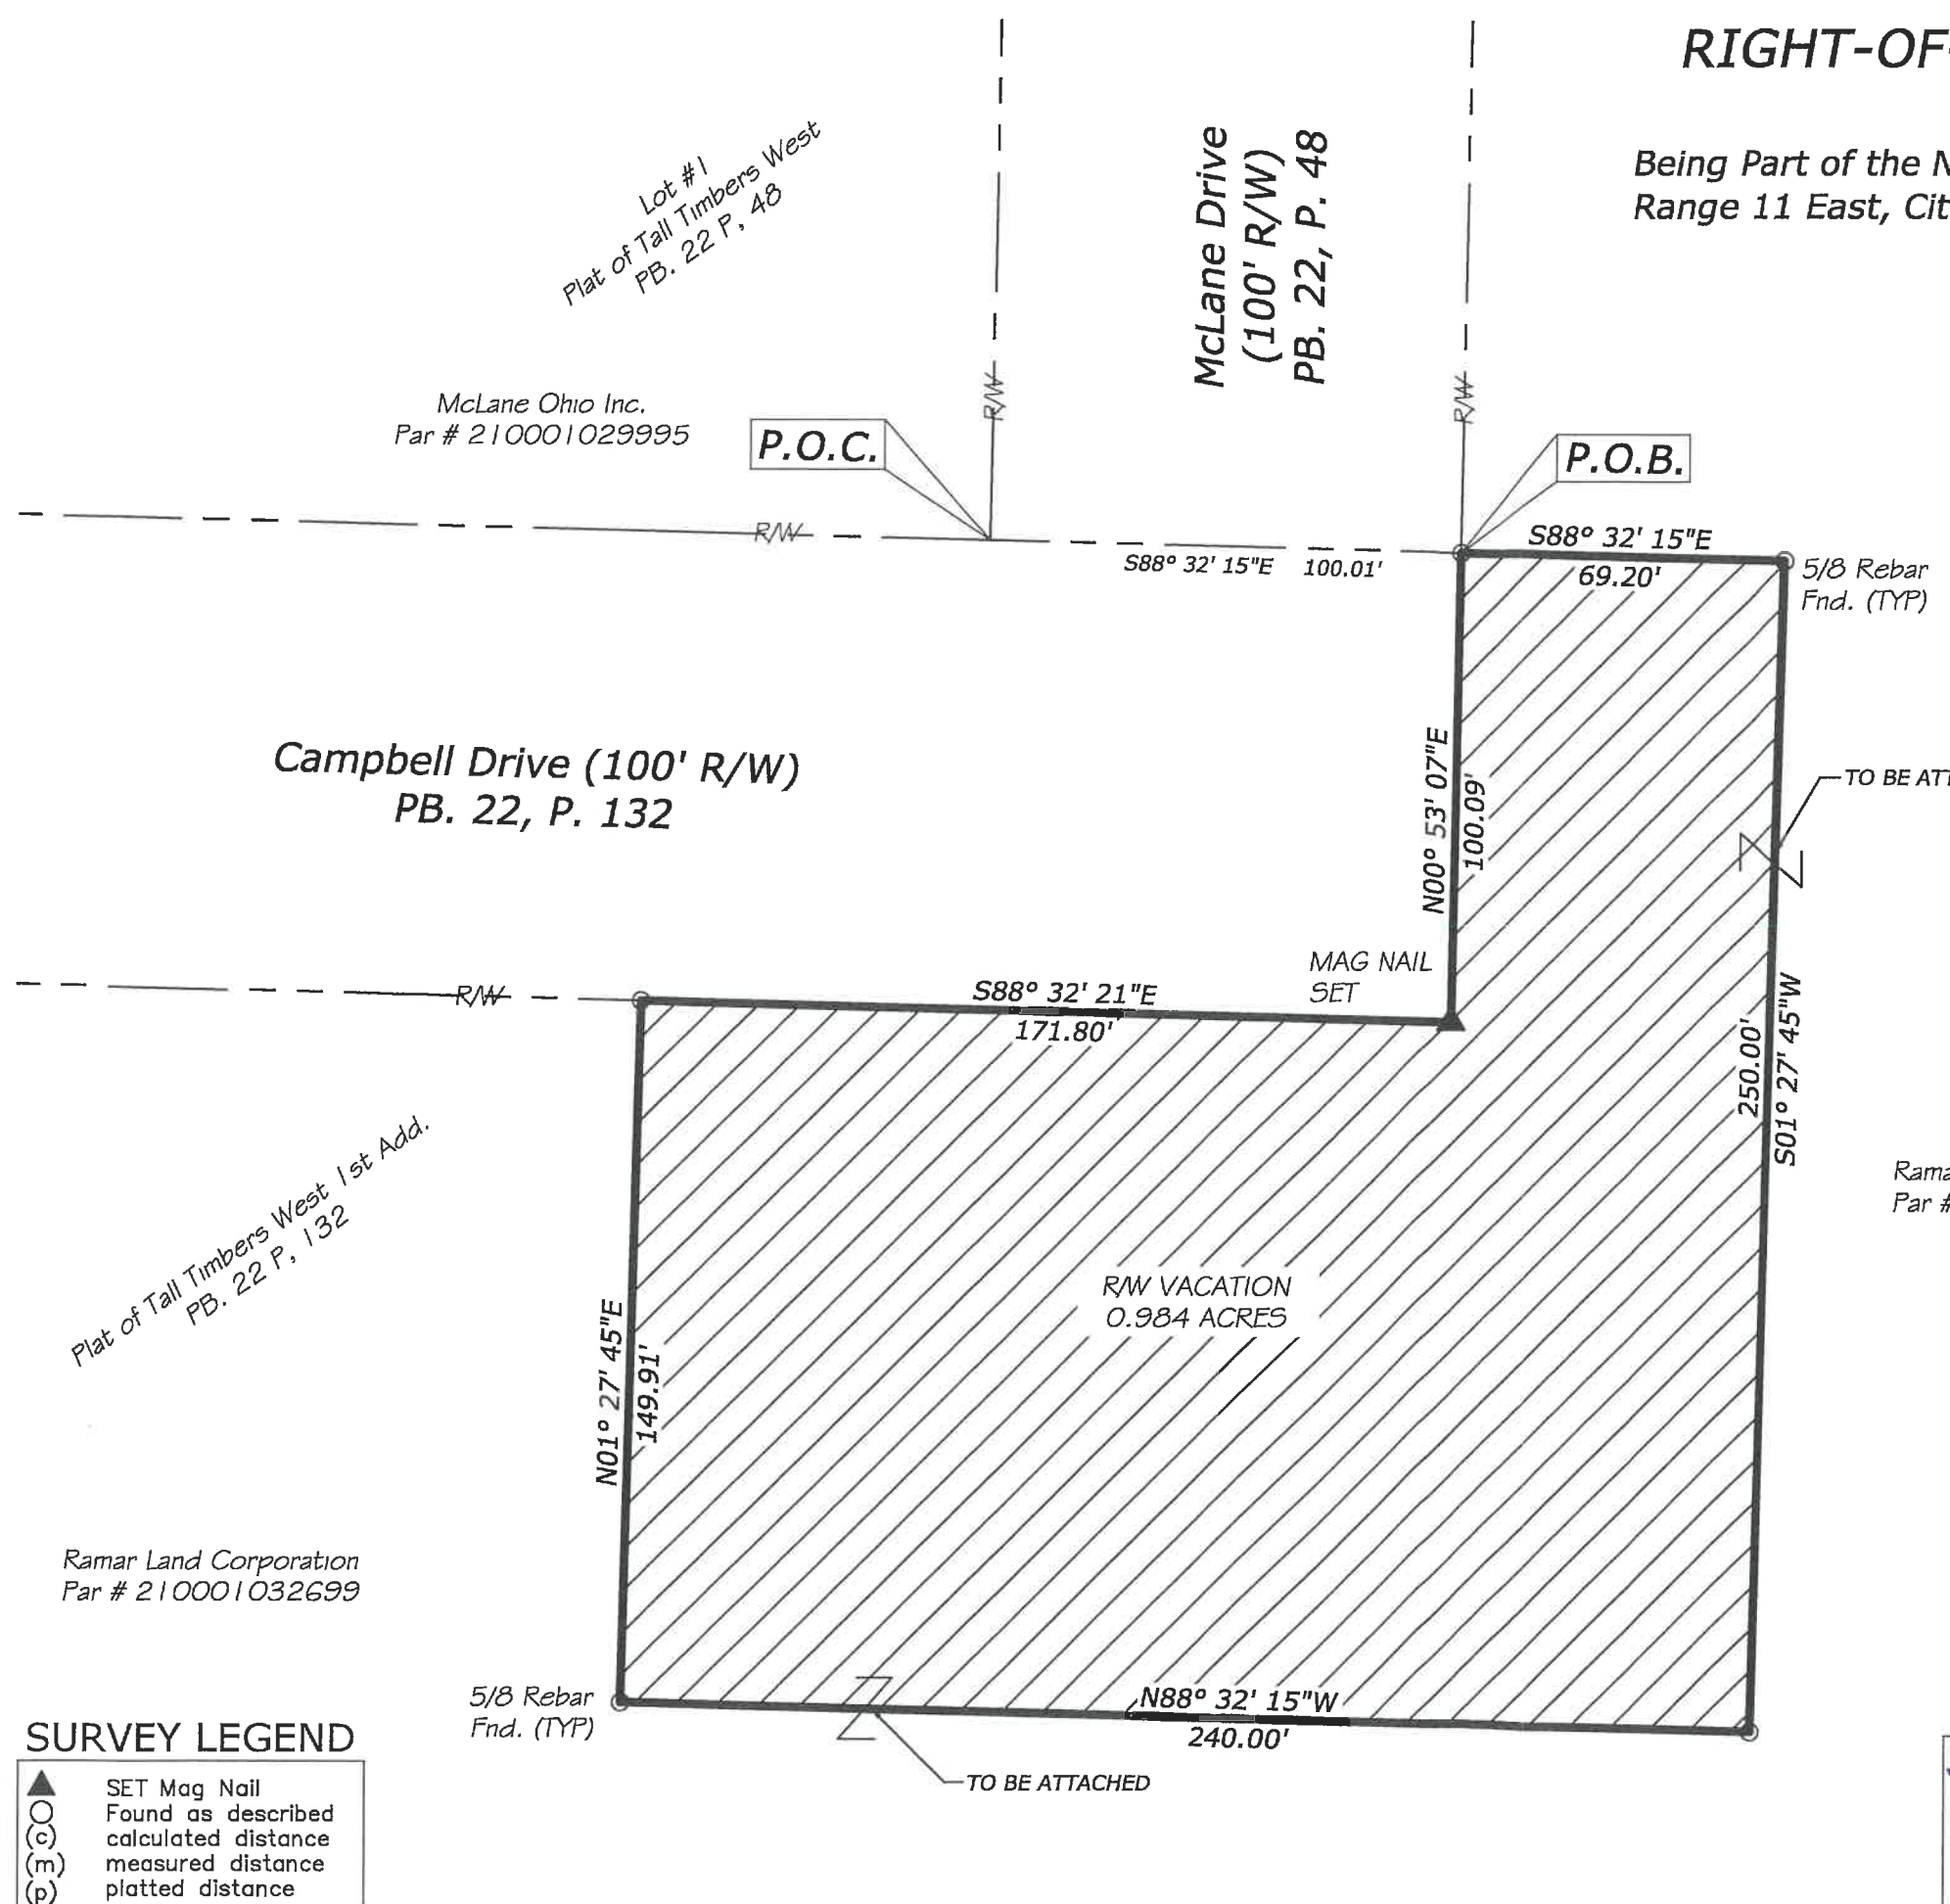 RIGHT-OF-
Being Part of the N
Range 11 East, Cit
McLane Drive
(100' R/W)
PB. 22, P. 48
Lot #1
Plat of Tall Timbers West
PB. 22 P, 48
McLane Ohio Inc.
Par # 210001029995
R/W
R/W
P.O.C.
P.O.B.
R/W
S88° 32' 15"E 100.01'
S88° 32' 15"E
69.20'
5/8 Rebar
Fnd. (TYP)
Campbell Drive (100' R/W)
PB. 22, P. 132
N00° 53' 07"E
100.09'
TO BE ATT
MAG NAIL
SET
R/W
S88° 32' 21"E
171.80'
250.00'
S01° 27' 45"W
Plat of Tall Timbers West 1st Add.
PB. 22 P, 132
Rama
Par #
R/W VACATION
0.984 ACRES
N01° 27' 45"E
149.91'
Ramar Land Corporation
Par # 210001032699
5/8 Rebar
Fnd. (TYP)
N88° 32' 15"W
240.00'
TO BE ATTACHED
SURVEY LEGEND
SET Mag Nail
Found as described
(c) calculated distance
(m) measured distance
(p) platted distance